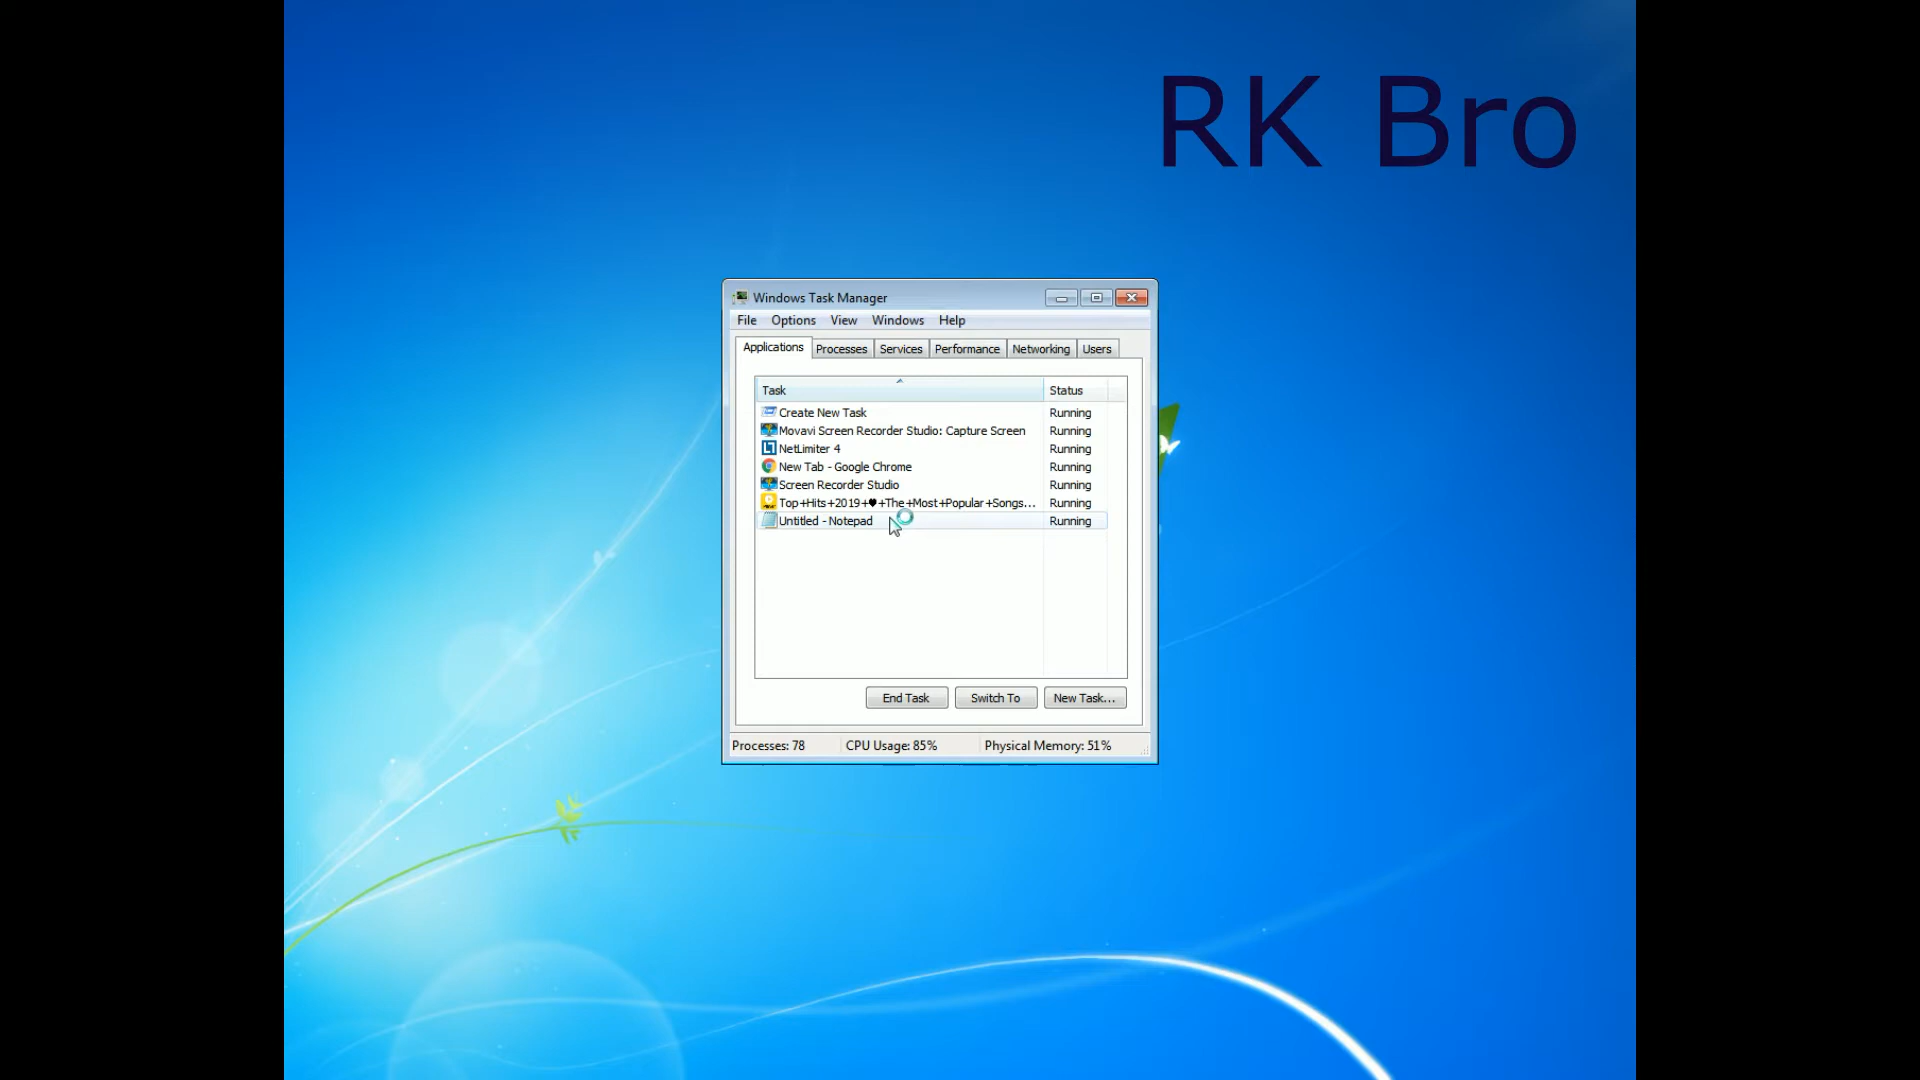 RK Bro
Windows Task Manager
File Options View Windows Help
Applications Processes Services Performance Networking Users
Task Status
Create New Task Running
Movavi Screen Recorder Studio: Capture Screen Running
NetLimiter 4 Running
New Tab - Google Chrome Running
Screen Recorder Studio Running
Top+Hits+2019+♥+The+Most+Popular+Songs... Running
Untitled - Notepad Running
End Task Switch To New Task...
Processes: 78 CPU Usage: 85% Physical Memory: 51%